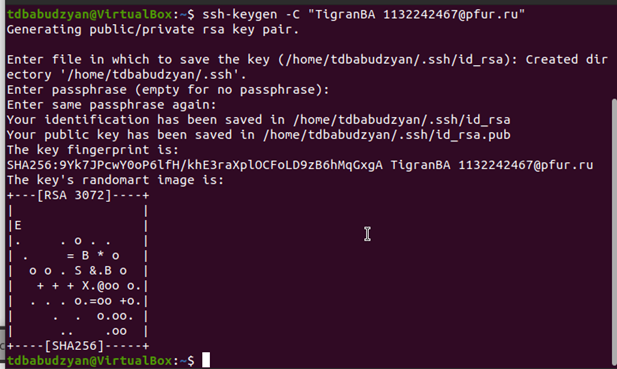 tdbabudzyan@VirtualBox:~$ ssh-keygen -C "TigranBA 1132242467@pfur.ru"
Generating public/private rsa key pair.
Enter file in which to save the key (/home/tdbabudzyan/.ssh/id_rsa): Created dir
ectory '/home/tdbabudzyan/.ssh'.
Enter passphrase (empty for no passphrase):
Enter same passphrase again:
Your identification has been saved in /home/tdbabudzyan/.ssh/id_rsa
Your public key has been saved in /home/tdbabudzyan/.ssh/id_rsa.pub
The key fingerprint is:
SHA256:9Yk7JPcwY0oP6lfH/khE3raXplOCFoLD9zB6hMqGxgA TigranBA 1132242467@pfur.ru
The key's randomart image is:
+---[RSA 3072]----+
|                 |
|E                |
|.     . o . .    |
| .     = B * o   |
|  o o . S &.B o  |
|   + + + X.@oo o.|
|  . . . o.=oo +o.|
|     .  .  o.oo. |
|      ..    .oo  |
+----[SHA256]-----+
tdbabudzyan@VirtualBox:~$